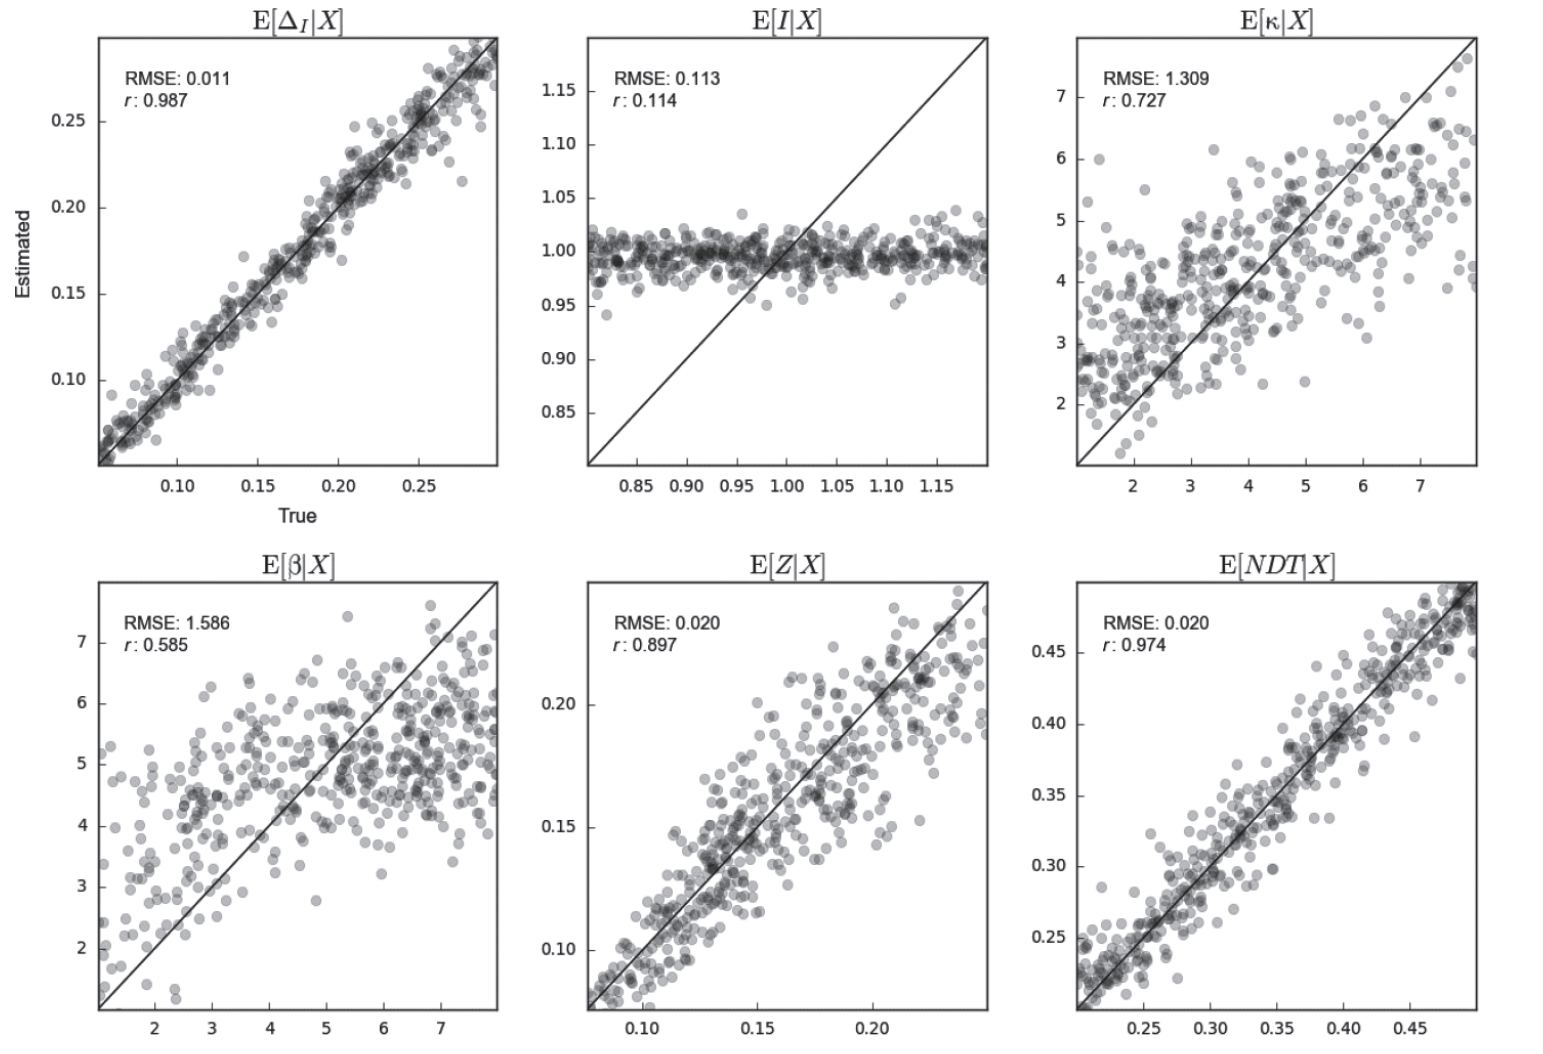 E[Δ_I|X]
RMSE: 0.011
r: 0.987
0.25
0.20
0.15
0.10
Estimated
0.10 0.15 0.20 0.25
True
E[I|X]
RMSE: 0.113
r: 0.114
1.15
1.10
1.05
1.00
0.95
0.90
0.85
0.85 0.90 0.95 1.00 1.05 1.10 1.15
E[κ|X]
RMSE: 1.309
r: 0.727
7
6
5
4
3
2
2 3 4 5 6 7
E[β|X]
RMSE: 1.586
r: 0.585
7
6
5
4
3
2
2 3 4 5 6 7
E[Z|X]
RMSE: 0.020
r: 0.897
0.20
0.15
0.10
0.10 0.15 0.20
E[NDT|X]
RMSE: 0.020
r: 0.974
0.45
0.40
0.35
0.30
0.25
0.25 0.30 0.35 0.40 0.45